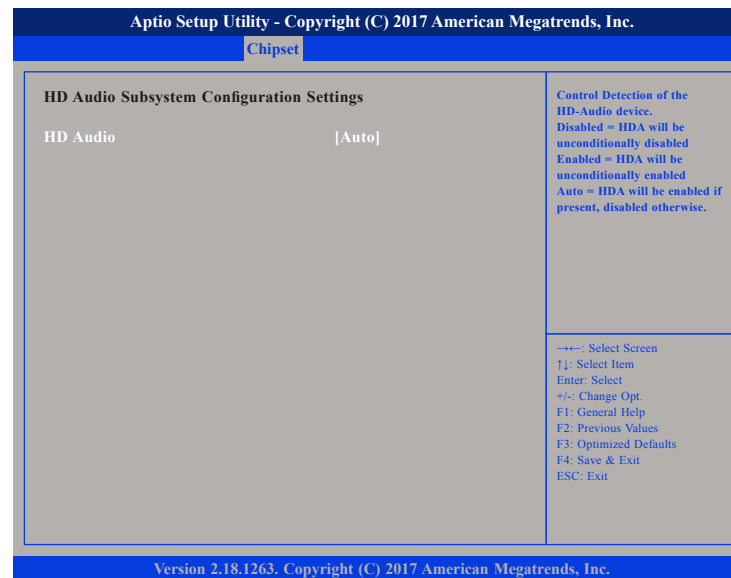 Aptio Setup Utility - Copyright (C) 2017 American Megatrends, Inc.
Chipset
HD Audio Subsystem Configuration Settings
HD Audio [Auto]
Control Detection of the
HD-Audio device.
Disabled = HDA will be
unconditionally disabled
Enabled = HDA will be
unconditionally enabled
Auto = HDA will be enabled if
present, disabled otherwise.
→←: Select Screen
↑↓: Select Item
Enter: Select
+/-: Change Opt.
F1: General Help
F2: Previous Values
F3: Optimized Defaults
F4: Save & Exit
ESC: Exit
Version 2.18.1263. Copyright (C) 2017 American Megatrends, Inc.